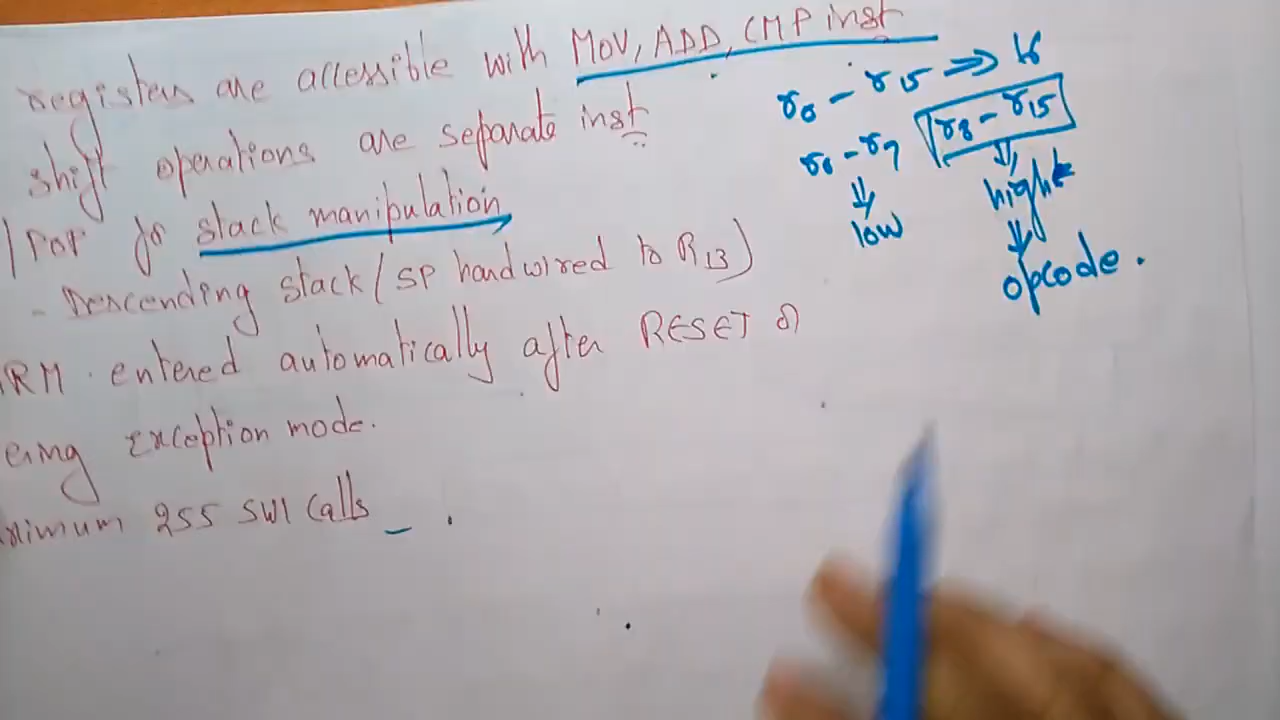 registers are accessible with MOV, ADD, CMP inst
shift operations are separate inst
/POP for stack manipulation
- Descending stack / SP hardwired to R13)
ARM entered automatically after RESET or
exception mode.
255 SWI calls
r0 - r15 ⇒ 16
r0 - r7 r8 - r15
low high
opcode.